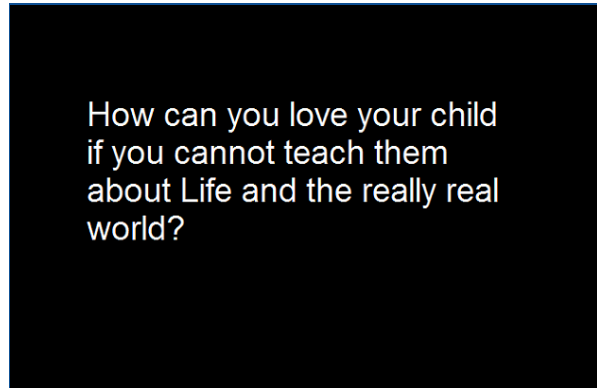 How can you love your child
if you cannot teach them
about Life and the really real
world?